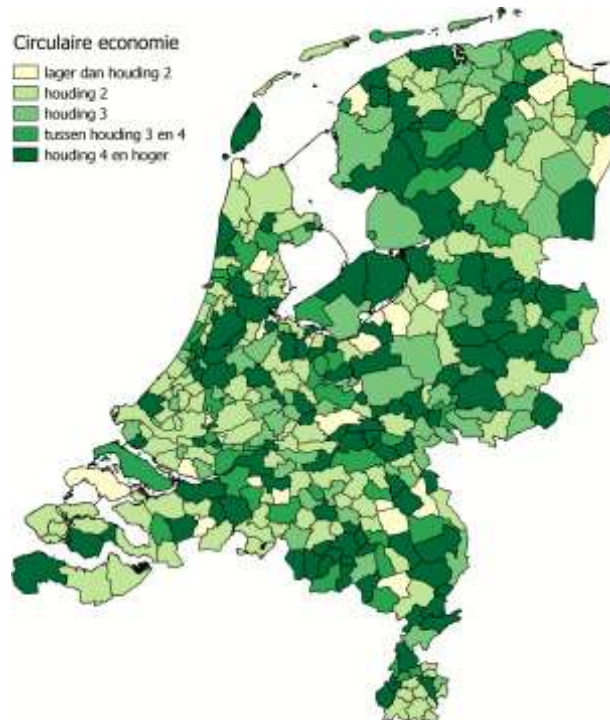 Circulaire economie
lager dan houding 2
houding 2
houding 3
tussen houding 3 en 4
houding 4 en hoger